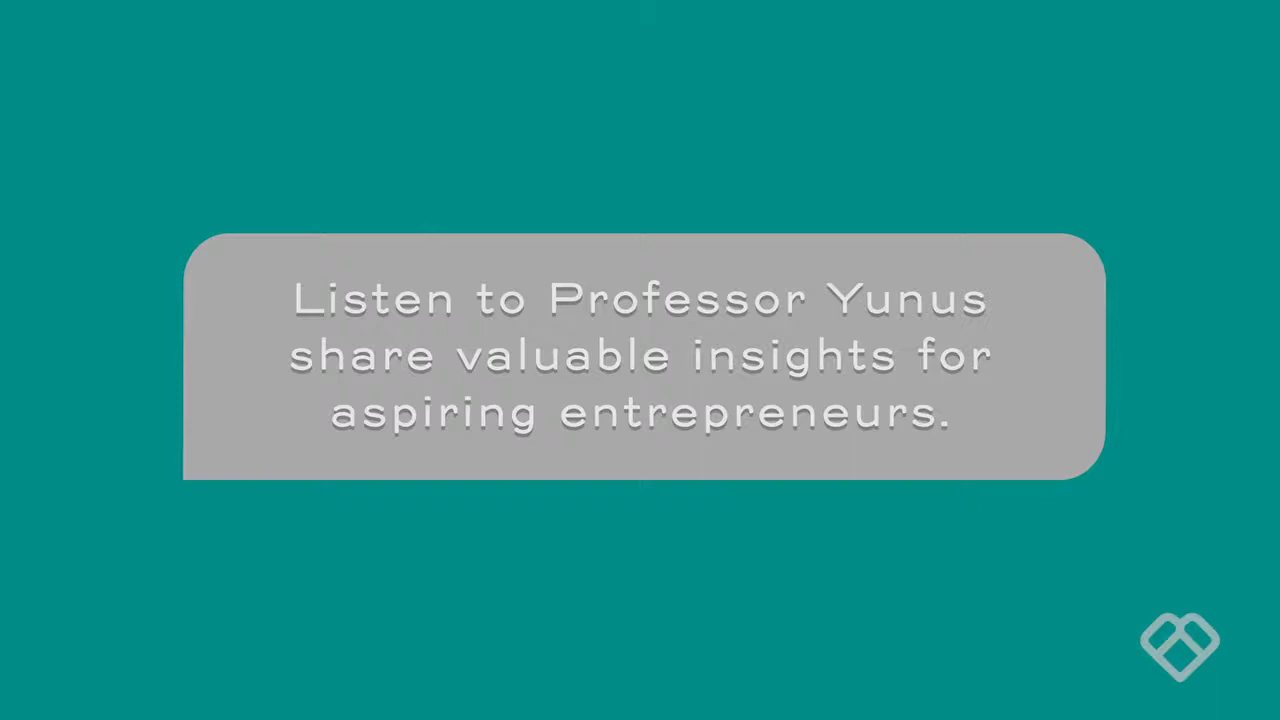 Listen to Professor Yunus
share valuable insights for
aspiring entrepreneurs.